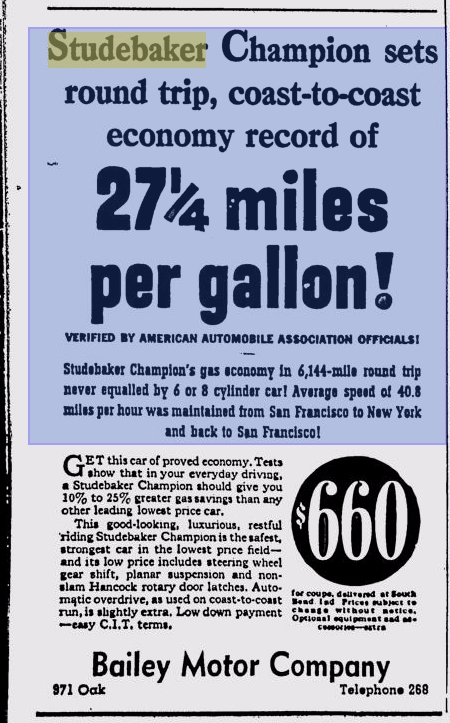 Studebaker Champion sets
round trip, coast-to-coast
economy record of
27¼ miles
per gallon!
VERIFIED BY AMERICAN AUTOMOBILE ASSOCIATION OFFICIALS!
Studebaker Champion's gas economy in 6,144-mile round trip
never equalled by 6 or 8 cylinder car! Average speed of 40.8
miles per hour was maintained from San Francisco to New York
and back to San Francisco!
GET this car of proved economy. Tests
show that in your everyday driving,
a Studebaker Champion should give you
10% to 25% greater gas savings than any
other leading lowest price car.
This good-looking, luxurious, restful
riding Studebaker Champion is the safest,
strongest car in the lowest price field—
and its low price includes steering wheel
gear shift, planar suspension and non-
slam Hancock rotary door latches. Auto-
matic overdrive, as used on coast-to-coast
run, is slightly extra. Low down payment
—easy C.I.T. terms.
$660
for coupe, delivered at South
Bend Ind Prices subject to
change without notice.
Optional equipment and ac-
cessories—extra
Bailey Motor Company
971 Oak Telephone 268